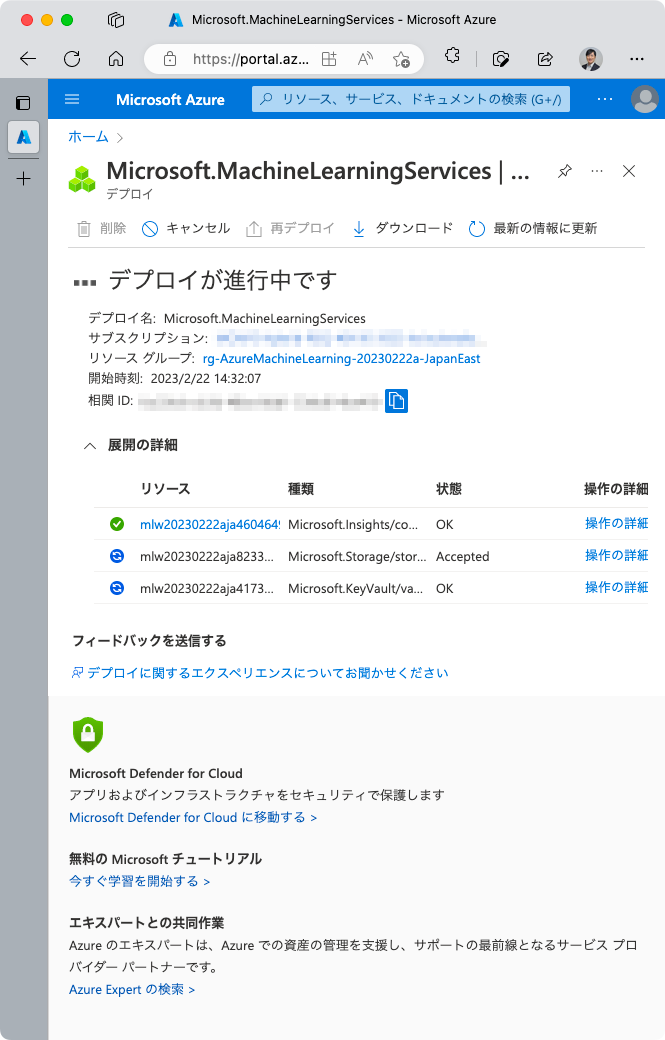 Microsoft.MachineLearningServices - Microsoft Azure
https://portal.az...
Microsoft Azure
リソース、サービス、ドキュメントの検索 (G+/)
ホーム
Microsoft.MachineLearningServices | ...
デプロイ
削除 キャンセル 再デプロイ ダウンロード 最新の情報に更新
デプロイが進行中です
デプロイ名: Microsoft.MachineLearningServices
サブスクリプション:
リソース グループ: rg-AzureMachineLearning-20230222a-JapanEast
開始時刻: 2023/2/22 14:32:07
相関 ID:
展開の詳細
リソース 種類 状態 操作の詳細
mlw20230222aja4604649 Microsoft.Insights/co... OK 操作の詳細
mlw20230222aja8233... Microsoft.Storage/stor... Accepted 操作の詳細
mlw20230222aja4173... Microsoft.KeyVault/va... OK 操作の詳細
フィードバックを送信する
デプロイに関するエクスペリエンスについてお聞かせください
Microsoft Defender for Cloud
アプリおよびインフラストラクチャをセキュリティで保護します
Microsoft Defender for Cloud に移動する >
無料の Microsoft チュートリアル
今すぐ学習を開始する >
エキスパートとの共同作業
Azure のエキスパートは、Azure での資産の管理を支援し、サポートの最前線となるサービス プロ
バイダー パートナーです。
Azure Expert の検索 >